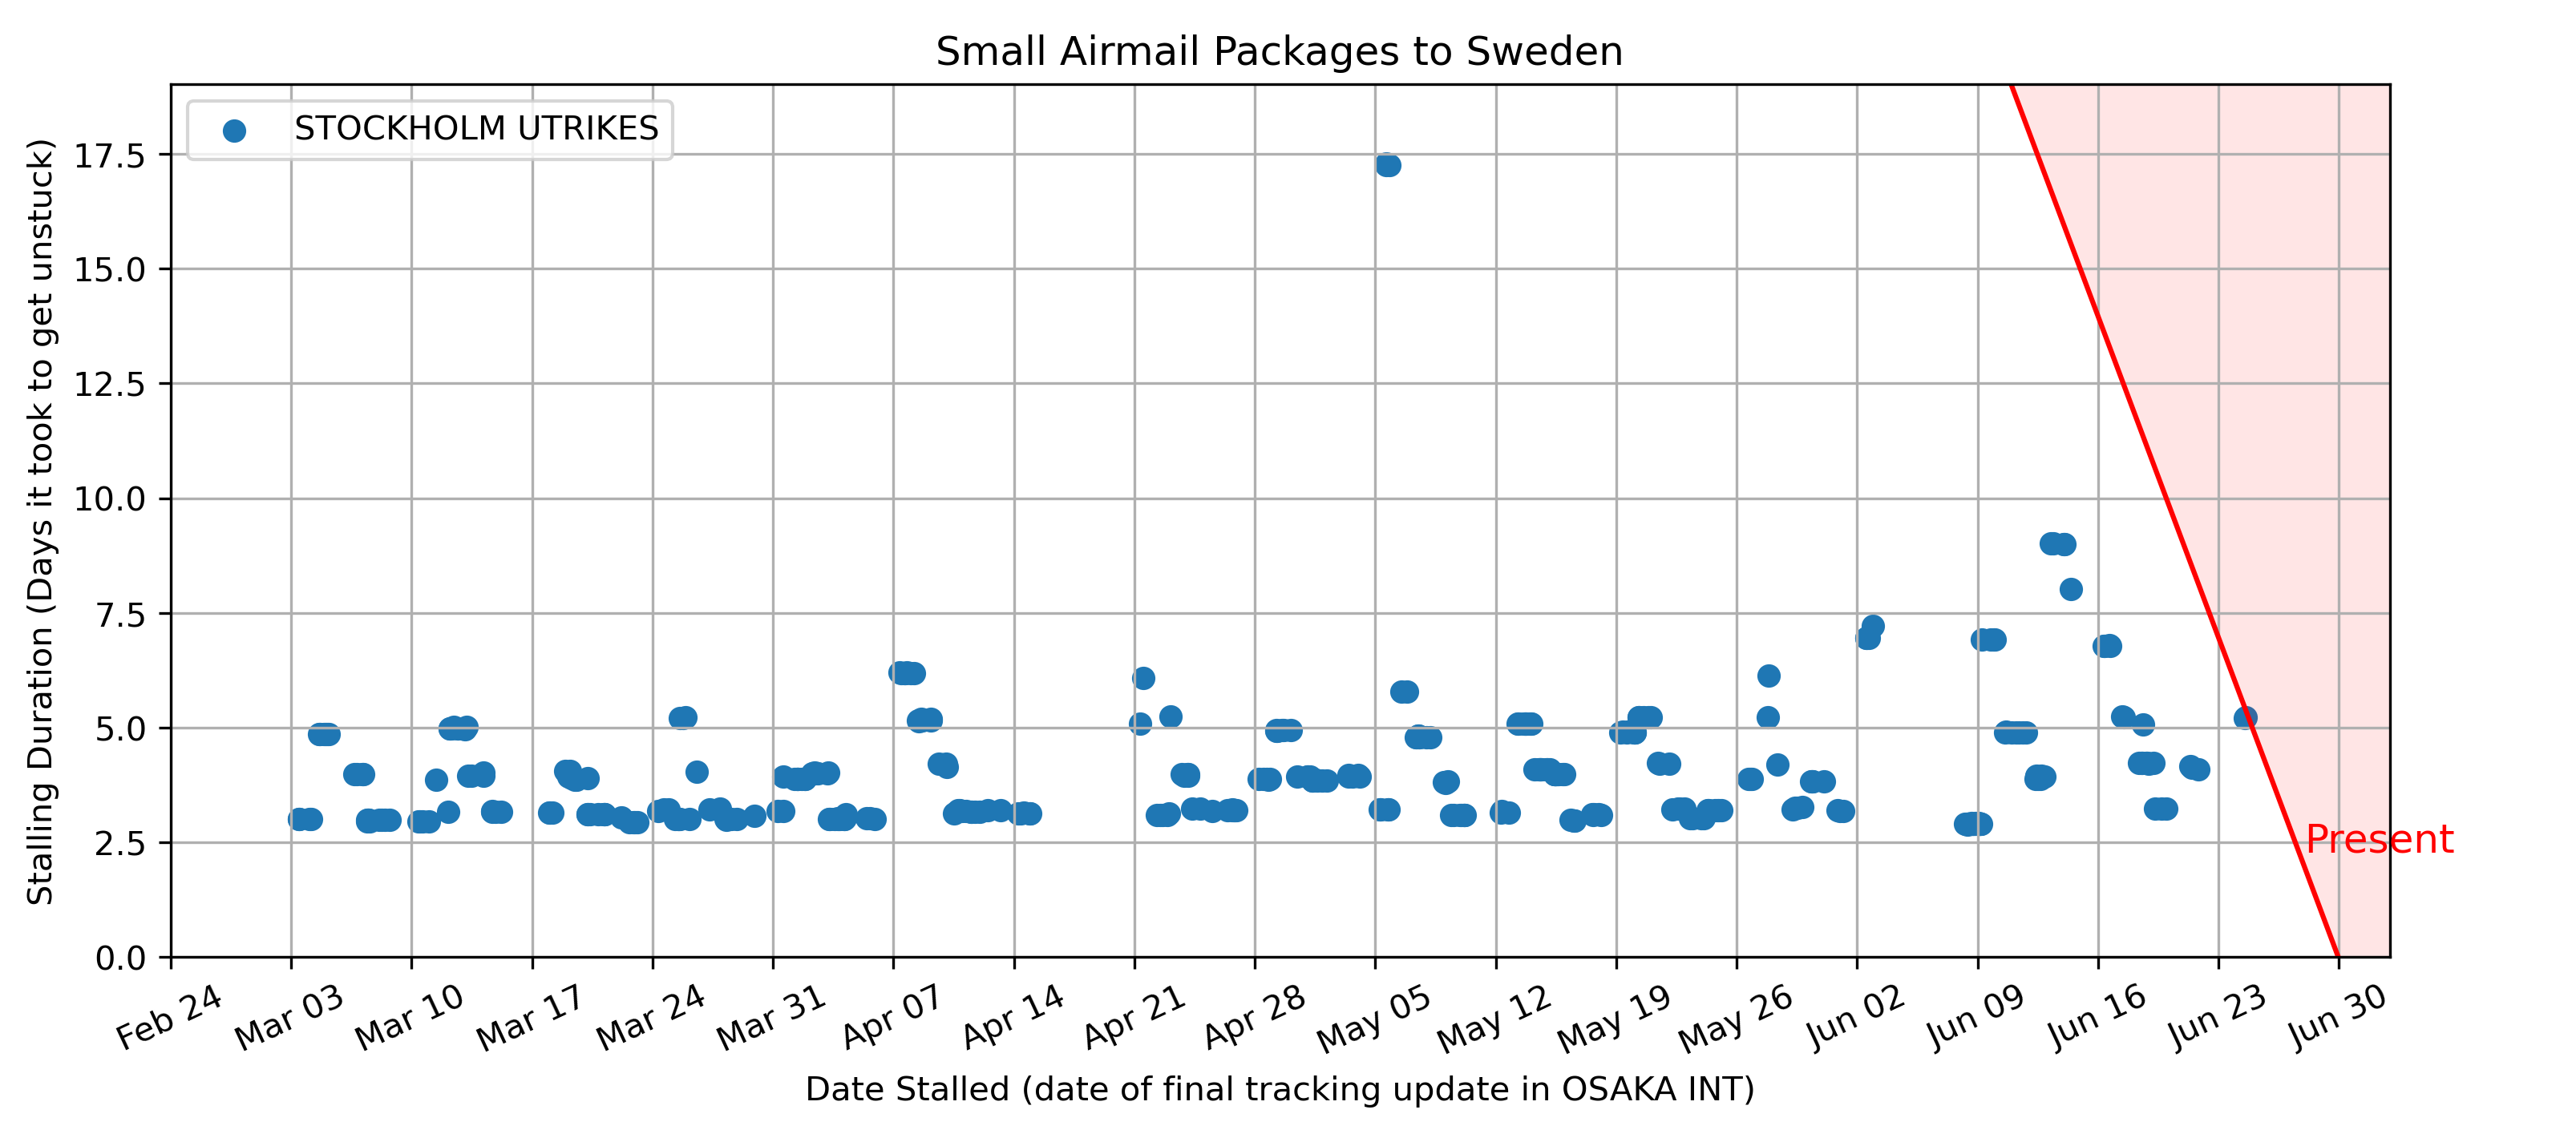 Small Airmail Packages to Sweden
STOCKHOLM UTRIKES
Stalling Duration (Days it took to get unstuck)
17.5
15.0
12.5
10.0
7.5
5.0
2.5
0.0
Present
Feb 24
Mar 03
Mar 10
Mar 17
Mar 24
Mar 31
Apr 07
Apr 14
Apr 21
Apr 28
May 05
May 12
May 19
May 26
Jun 02
Jun 09
Jun 16
Jun 23
Jun 30
Date Stalled (date of final tracking update in OSAKA INT)